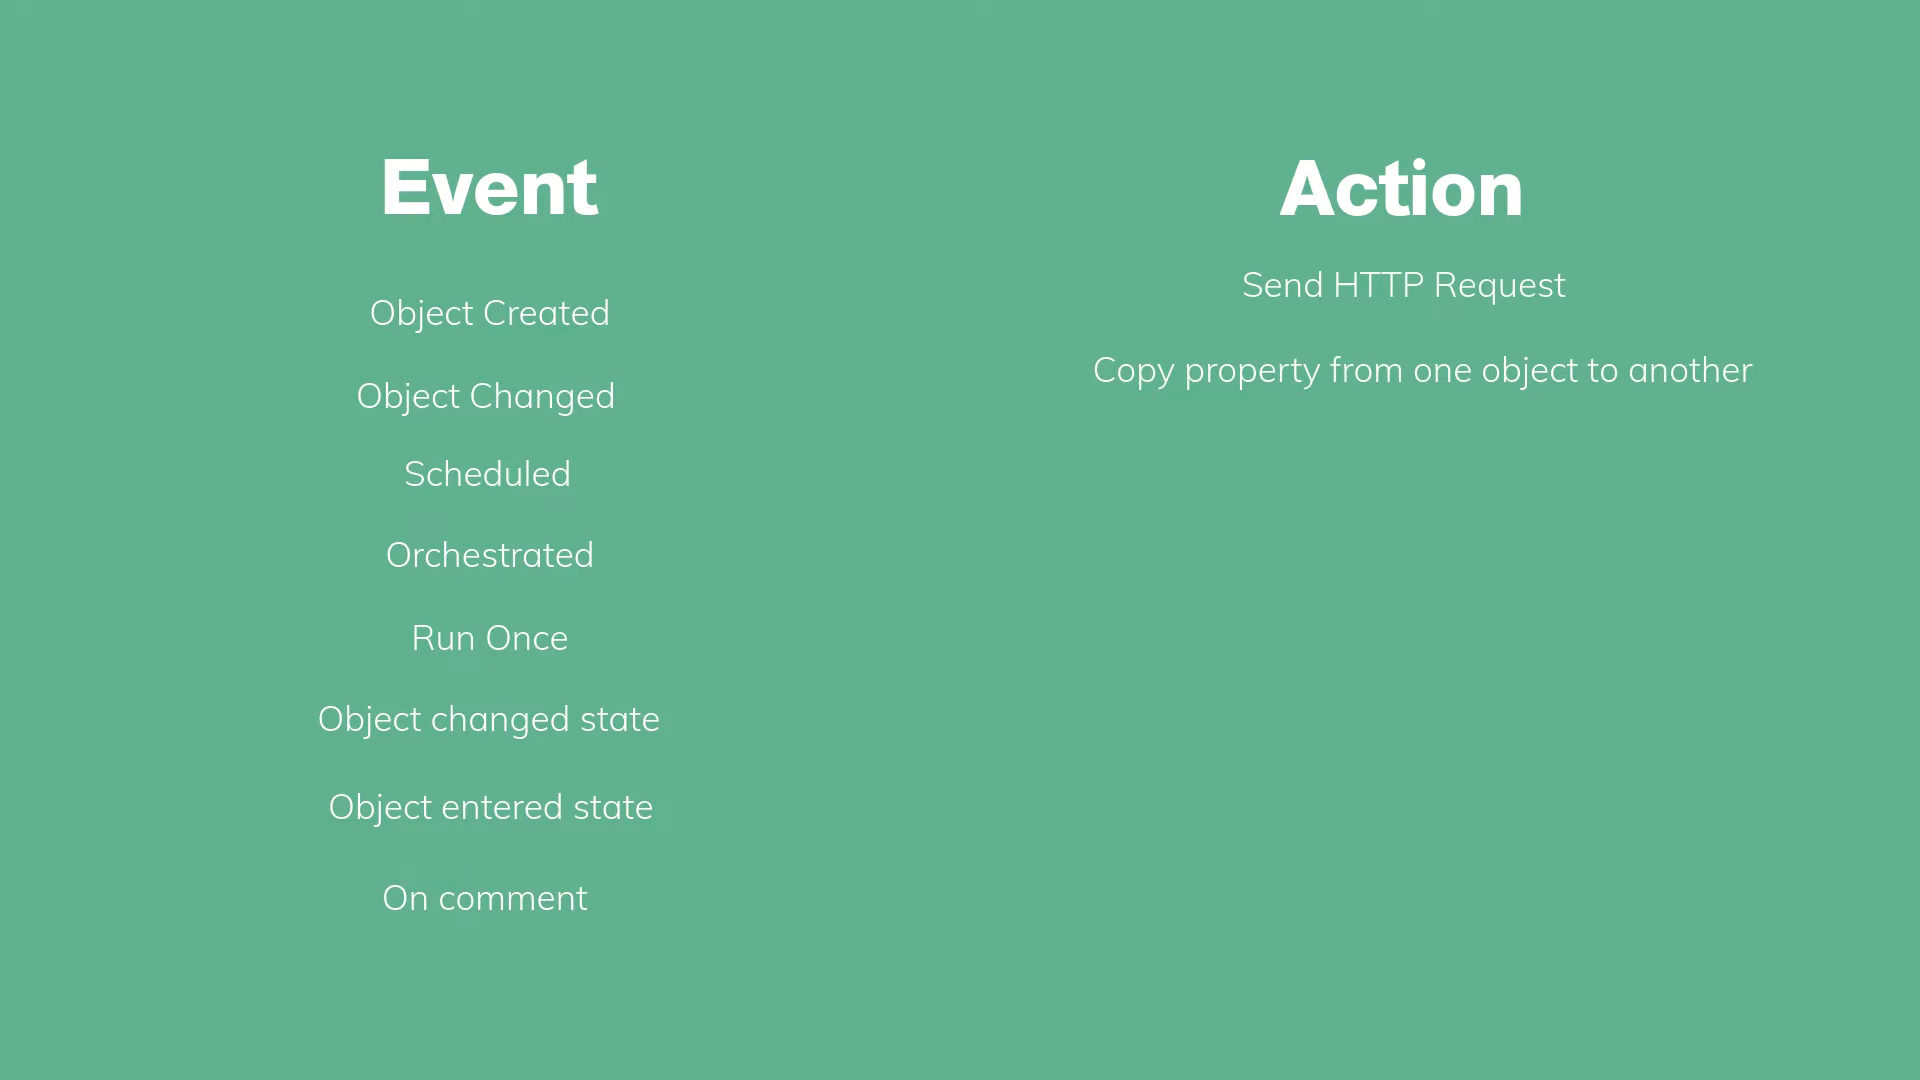 Event
Object Created
Object Changed
Scheduled
Orchestrated
Run Once
Object changed state
Object entered state
On comment
Action
Send HTTP Request
Copy property from one object to another